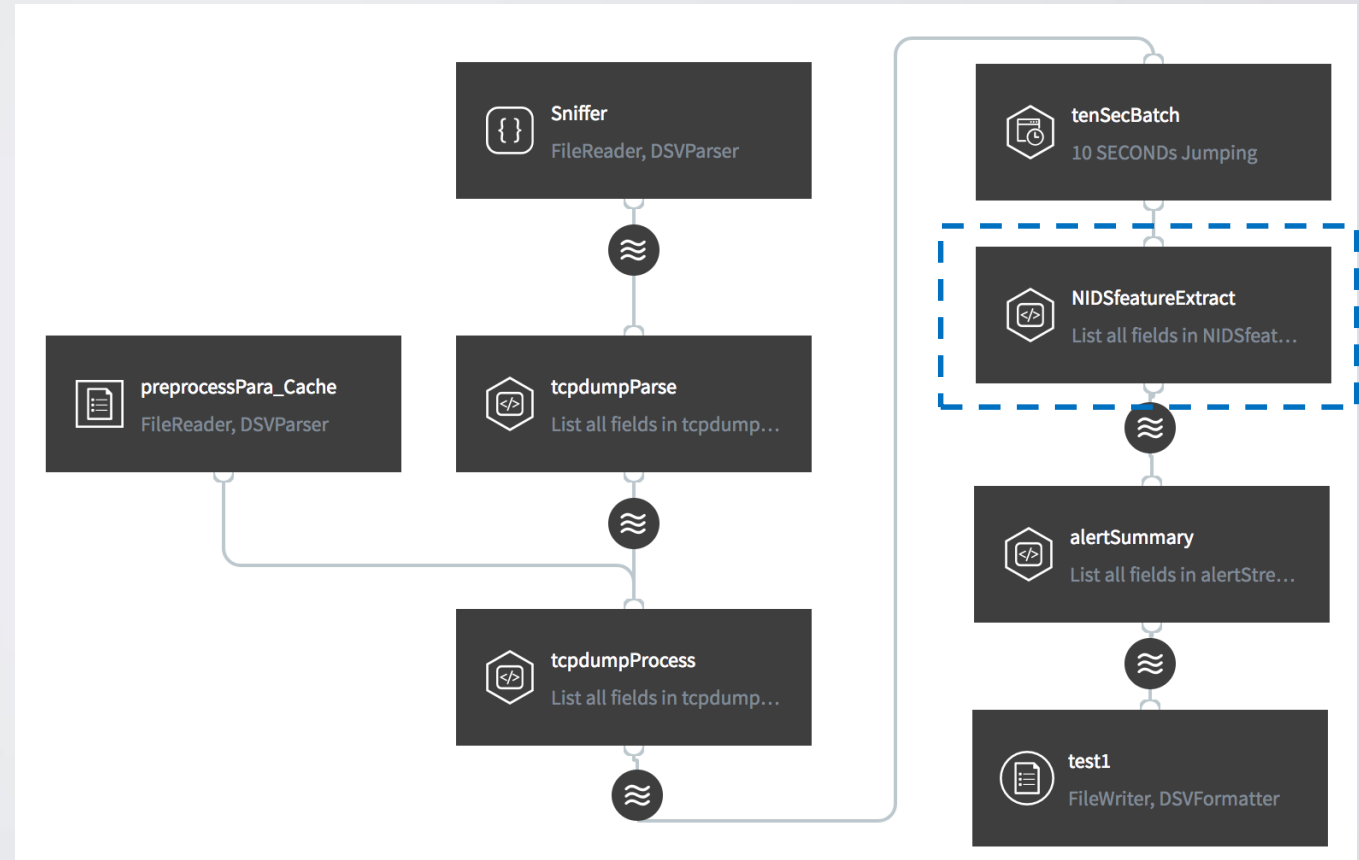 Sniffer
FileReader, DSVParser
preprocessPara_Cache
FileReader, DSVParser
tcpdumpParse
List all fields in tcpdump...
tcpdumpProcess
List all fields in tcpdump...
tenSecBatch
10 SECONDs Jumping
NIDSfeatureExtract
List all fields in NIDSfeat...
alertSummary
List all fields in alertStre...
test1
FileWriter, DSVFormatter